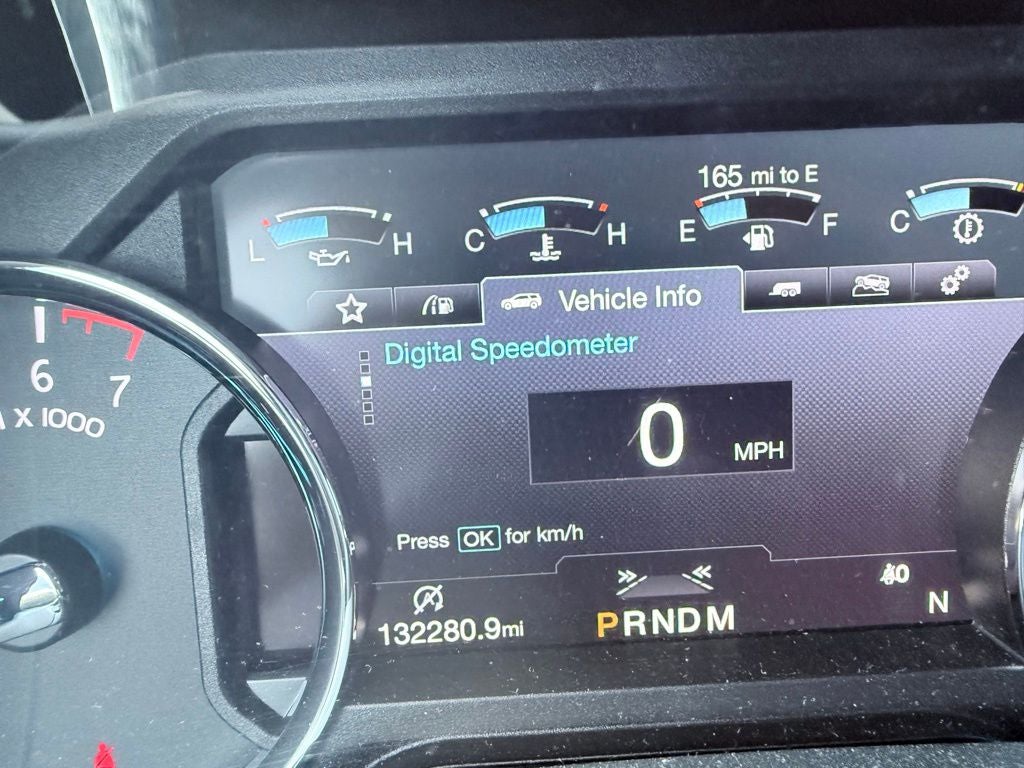 165 mi to E
L H C H E F C
Vehicle Info
Digital Speedometer
6 7
X 1000
0 MPH
Press OK for km/h
A
132280.9mi
PRNDM
0
N